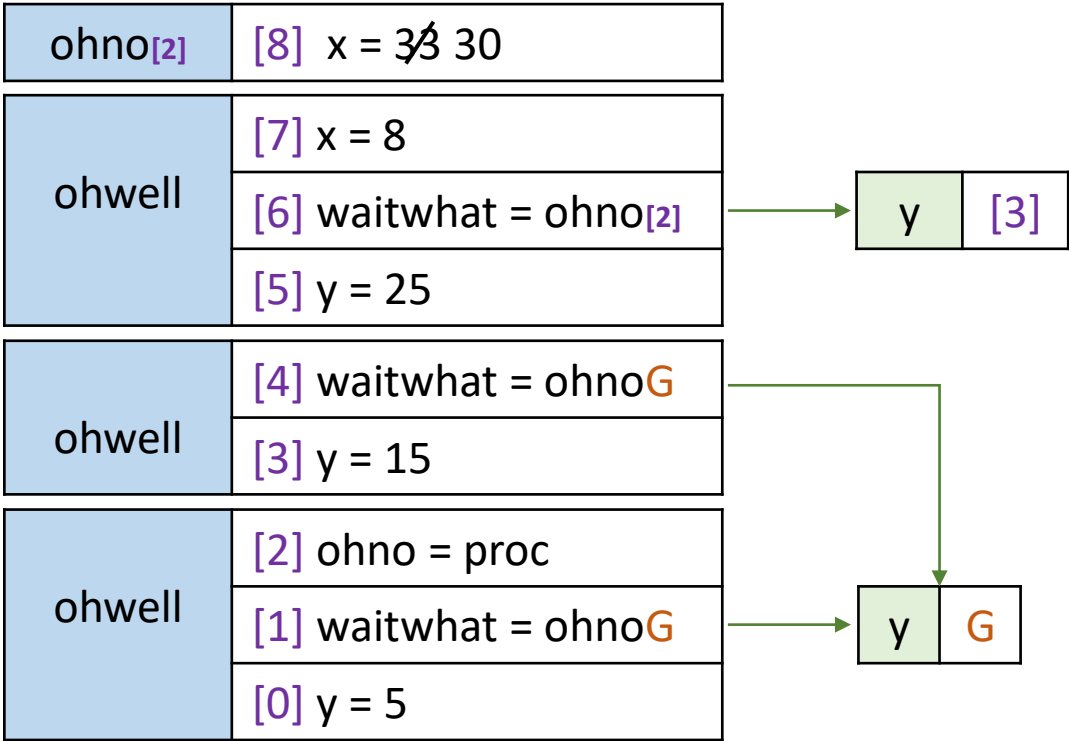 ohno[2]
[8] x = 33 30
ohwell
[7] x = 8
[6] waitwhat = ohno[2]
[5] y = 25
y [3]
ohwell
[4] waitwhat = ohnoG
[3] y = 15
ohwell
[2] ohno = proc
[1] waitwhat = ohnoG
[0] y = 5
y G